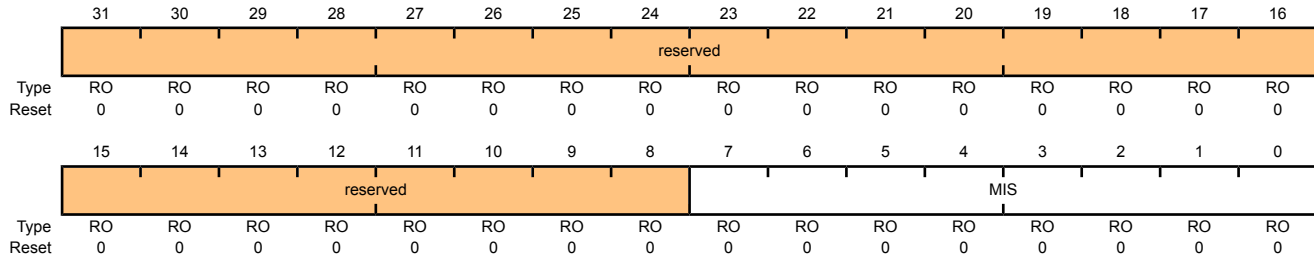 31 30 29 28 27 26 25 24 23 22 21 20 19 18 17 16
reserved
Type RO RO RO RO RO RO RO RO RO RO RO RO RO RO RO RO
Reset 0 0 0 0 0 0 0 0 0 0 0 0 0 0 0 0
15 14 13 12 11 10 9 8 7 6 5 4 3 2 1 0
reserved MIS
Type RO RO RO RO RO RO RO RO RO RO RO RO RO RO RO RO
Reset 0 0 0 0 0 0 0 0 0 0 0 0 0 0 0 0